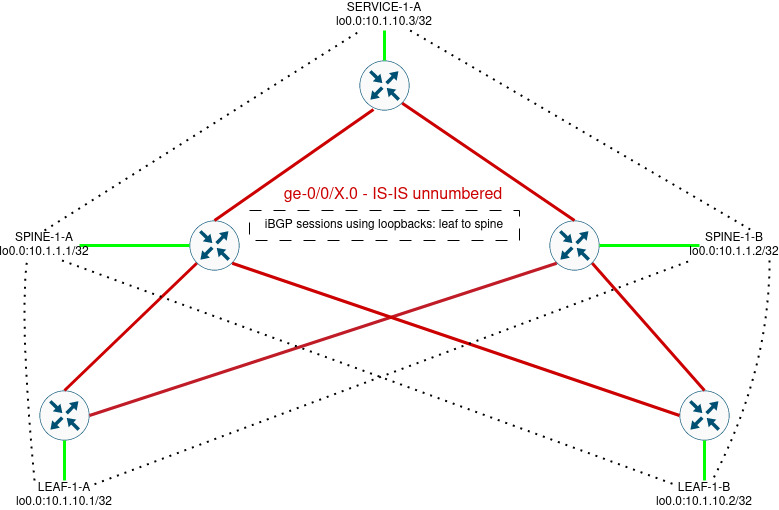 SERVICE-1-A
lo0.0:10.1.10.3/32
ge-0/0/X.0 - IS-IS unnumbered
iBGP sessions using loopbacks: leaf to spine
SPINE-1-A
lo0.0:10.1.1.1/32
SPINE-1-B
lo0.0:10.1.1.2/32
LEAF-1-A
lo0.0:10.1.10.1/32
LEAF-1-B
lo0.0:10.1.10.2/32